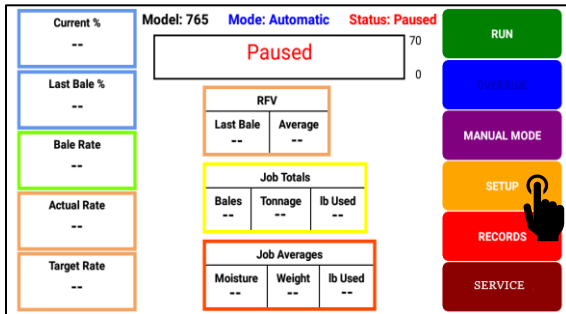 Current %
--
Last Bale %
--
Bale Rate
--
Actual Rate
--
Target Rate
--
Model: 765 Mode: Automatic Status: Paused
Paused
70
0
RFV
Last Bale Average
-- --
Job Totals
Bales Tonnage lb Used
-- -- --
Job Averages
Moisture Weight lb Used
-- -- --
RUN
OVERRIDE
MANUAL MODE
SETUP
RECORDS
SERVICE